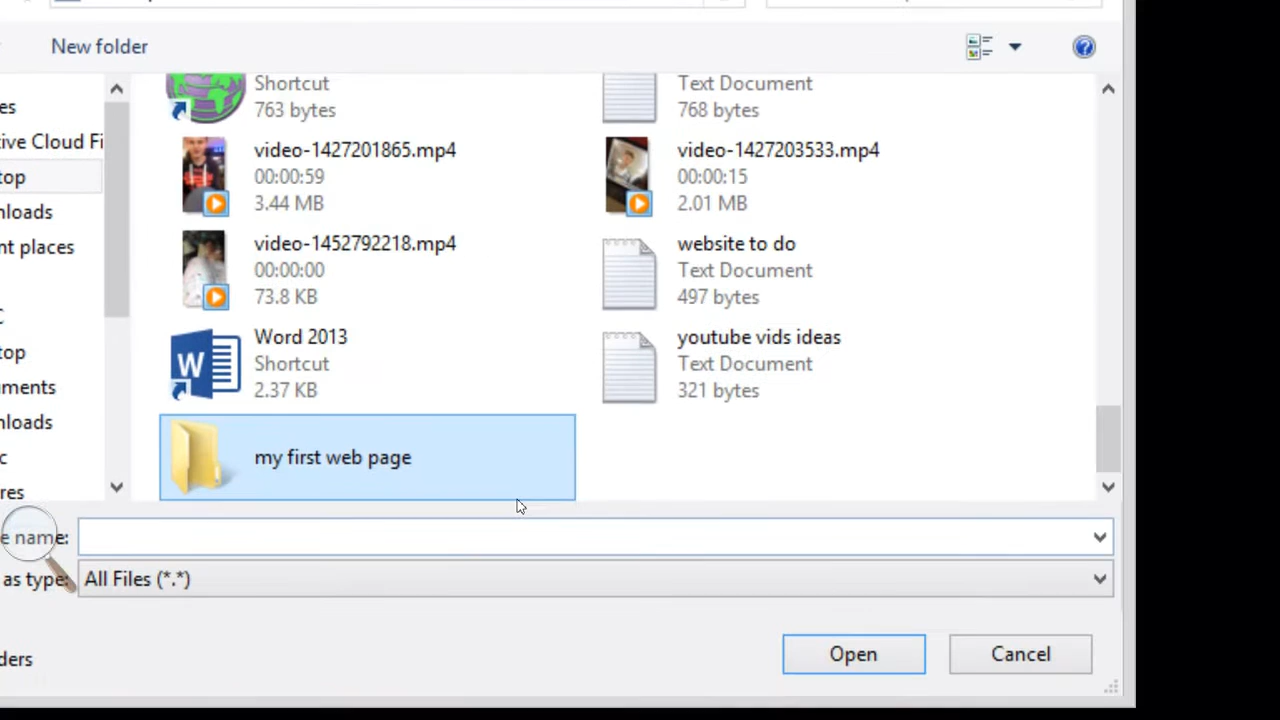 New folder
es
tive Cloud Fi
top
nloads
nt places
C
top
uments
nloads
c
res
Shortcut
763 bytes
Text Document
768 bytes
video-1427201865.mp4
00:00:59
3.44 MB
video-1427203533.mp4
00:00:15
2.01 MB
video-1452792218.mp4
00:00:00
73.8 KB
website to do
Text Document
497 bytes
Word 2013
Shortcut
2.37 KB
youtube vids ideas
Text Document
321 bytes
my first web page
e name:
as type:
All Files (*.*)
ders
Open
Cancel